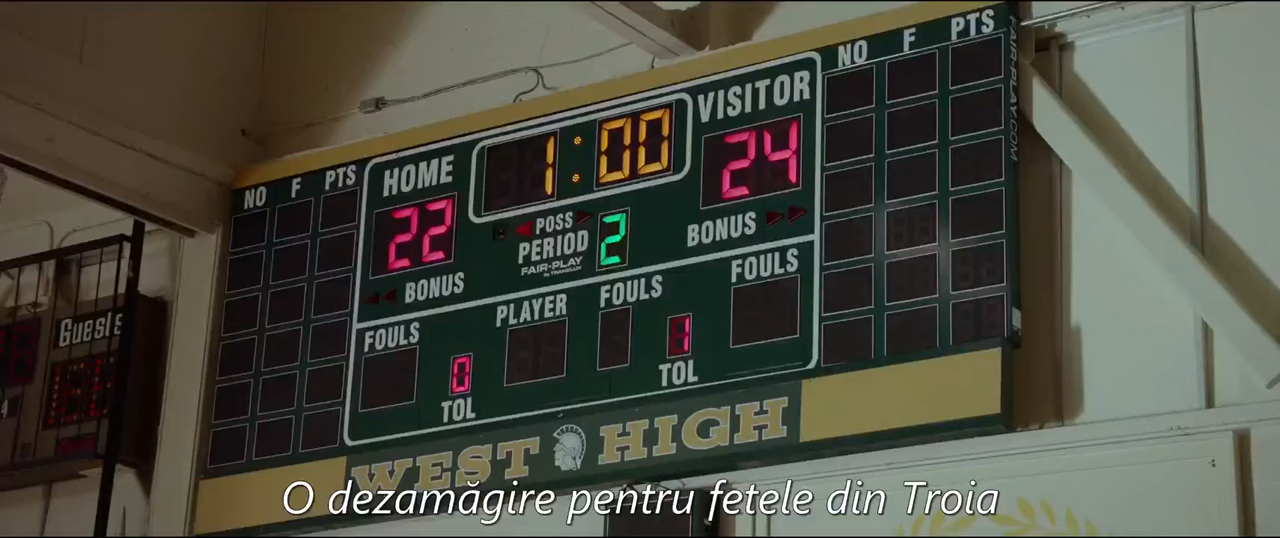 NO F PTS
HOME
1:00
VISITOR
NO F PTS
22
24
POSS
PERIOD 2
FAIR-PLAY
BONUS
BONUS
FOULS
PLAYER
FOULS
FOULS
0
1
TOL
TOL
WEST HIGH
FAIR-PLAY.COM
Guests
O dezamăgire pentru fetele din Troia